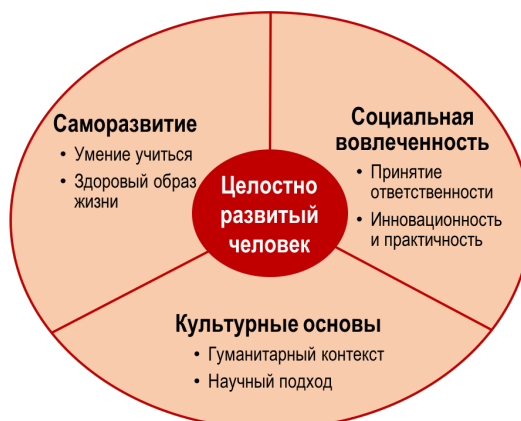 Саморазвитие
• Умение учиться
• Здоровый образ
жизни
Социальная
вовлеченность
• Принятие
ответственности
• Инновационность
и практичность
Целостно
развитый
человек
Культурные основы
• Гуманитарный контекст
• Научный подход